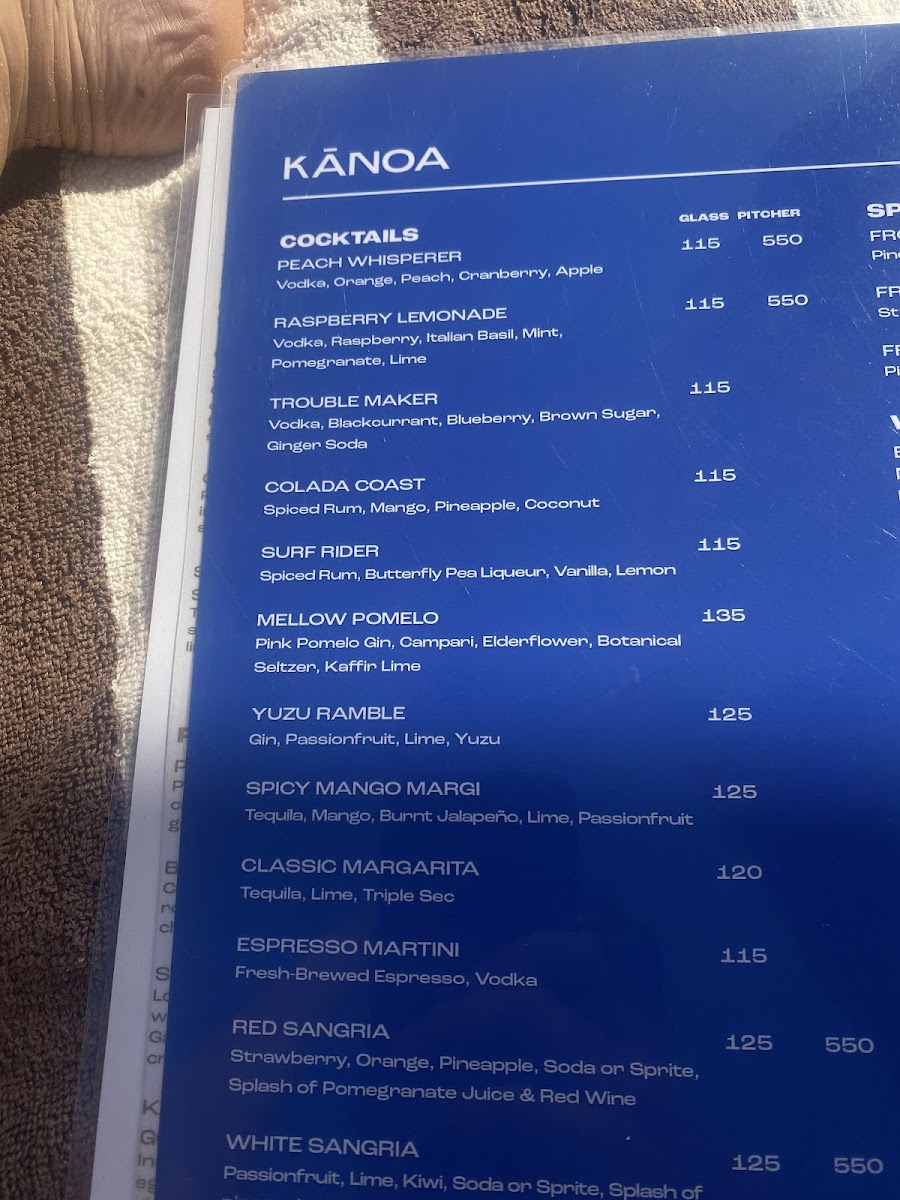 KĀNOA
COCKTAILS
GLASS PITCHER
PEACH WHISPERER 115 550
Vodka, Orange, Peach, Cranberry, Apple
RASPBERRY LEMONADE 115 550
Vodka, Raspberry, Italian Basil, Mint,
Pomegranate, Lime
TROUBLE MAKER 115
Vodka, Blackcurrant, Blueberry, Brown Sugar,
Ginger Soda
COLADA COAST 115
Spiced Rum, Mango, Pineapple, Coconut
SURF RIDER 115
Spiced Rum, Butterfly Pea Liqueur, Vanilla, Lemon
MELLOW POMELO 135
Pink Pomelo Gin, Campari, Elderflower, Botanical
Seltzer, Kaffir Lime
YUZU RAMBLE 125
Gin, Passionfruit, Lime, Yuzu
SPICY MANGO MARGI 125
Tequila, Mango, Burnt Jalapeño, Lime, Passionfruit
CLASSIC MARGARITA 120
Tequila, Lime, Triple Sec
ESPRESSO MARTINI 115
Fresh-Brewed Espresso, Vodka
RED SANGRIA 125 550
Strawberry, Orange, Pineapple, Soda or Sprite,
Splash of Pomegranate Juice & Red Wine
WHITE SANGRIA 125 550
Passionfruit, Lime, Kiwi, Soda or Sprite, Splash of